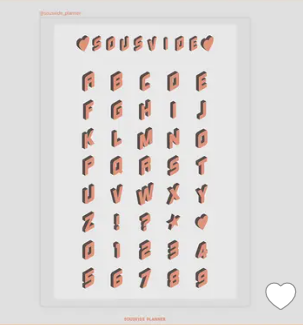 @sousvide_planner
♥SOUSVIDE♥
A B C D E
F G H I J
K L M N O
P Q R S T
U V W X Y
Z ! ? ★ ♥
0 1 2 3 4
5 6 7 8 9
SOUSVIDE PLANNER